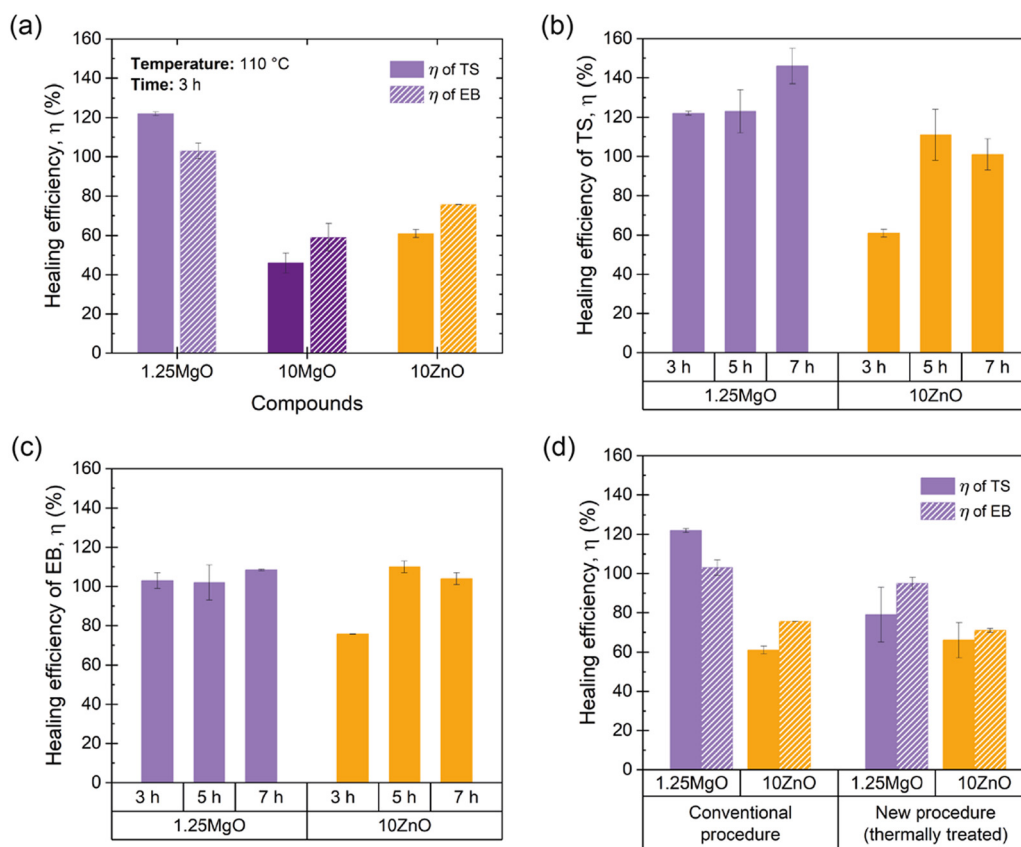 (a)
Healing efficiency, η (%)
160
140
120
100
80
60
40
20
0
Temperature: 110 °C
Time: 3 h
η of TS
η of EB
1.25MgO 10MgO 10ZnO
Compounds
(b)
Healing efficiency of TS, η (%)
160
140
120
100
80
60
40
20
0
3 h 5 h 7 h 3 h 5 h 7 h
1.25MgO 10ZnO
(c)
Healing efficiency of EB, η (%)
160
140
120
100
80
60
40
20
0
3 h 5 h 7 h 3 h 5 h 7 h
1.25MgO 10ZnO
(d)
Healing efficiency, η (%)
160
140
120
100
80
60
40
20
0
η of TS
η of EB
1.25MgO 10ZnO 1.25MgO 10ZnO
Conventional
procedure
New procedure
(thermally treated)